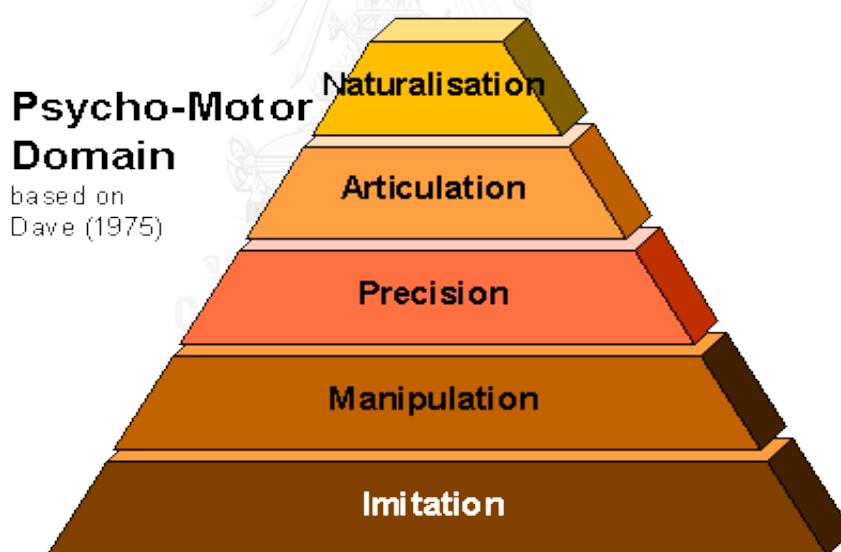 Psycho-Motor
Domain
based on
Dave (1975)
Naturalisation
Articulation
Precision
Manipulation
Imitation